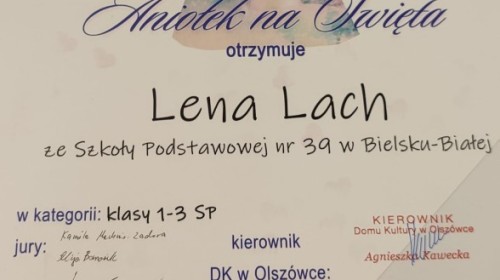 Aniołek na Święta
otrzymuje
Lena Lach
ze Szkoły Podstawowej nr 39 w Bielsku-Białej
w kategorii: klasy 1-3 SP
jury:
kierownik
DK w Olszówce:
KIEROWNIK
Domu Kultury w Olszówce
Agnieszka Kawecka